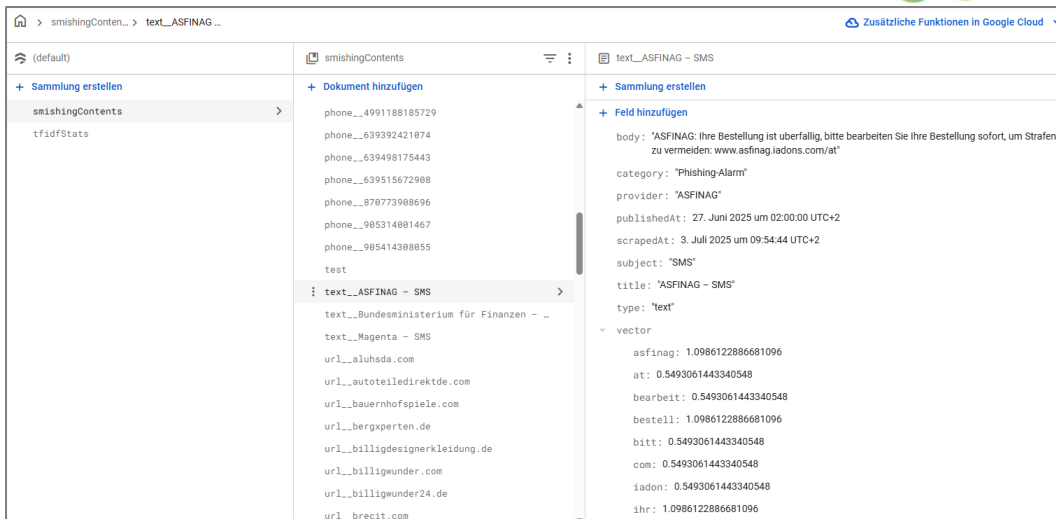 smishingConten... > text__ASFINAG ...
Zusätzliche Funktionen in Google Cloud
(default)
+ Sammlung erstellen
smishingContents
tfidfStats
smishingContents
+ Dokument hinzufügen
phone__4991188185729
phone__639392421074
phone__639498175443
phone__639515672908
phone__870773908696
phone__905314001467
phone__905414308055
test
text__ASFINAG – SMS
text__Bundesministerium für Finanzen – …
text__Magenta – SMS
url__aluhsda.com
url__autoteiledirektde.com
url__bauernhofspiele.com
url__bergxperten.de
url__billigdesignerkleidung.de
url__billigwunder.com
url__billigwunder24.de
url__brecit.com
text__ASFINAG – SMS
+ Sammlung erstellen
+ Feld hinzufügen
body: "ASFINAG: Ihre Bestellung ist uberfallig, bitte bearbeiten Sie Ihre Bestellung sofort, um Strafen
zu vermeiden: www.asfinag.iadons.com/at"
category: "Phishing-Alarm"
provider: "ASFINAG"
publishedAt: 27. Juni 2025 um 02:00:00 UTC+2
scrapedAt: 3. Juli 2025 um 09:54:44 UTC+2
subject: "SMS"
title: "ASFINAG – SMS"
type: "text"
vector
asfinag: 1.0986122886681096
at: 0.5493061443340548
bearbeit: 0.5493061443340548
bestell: 1.0986122886681096
bitt: 0.5493061443340548
com: 0.5493061443340548
iadon: 0.5493061443340548
ihr: 1.0986122886681096